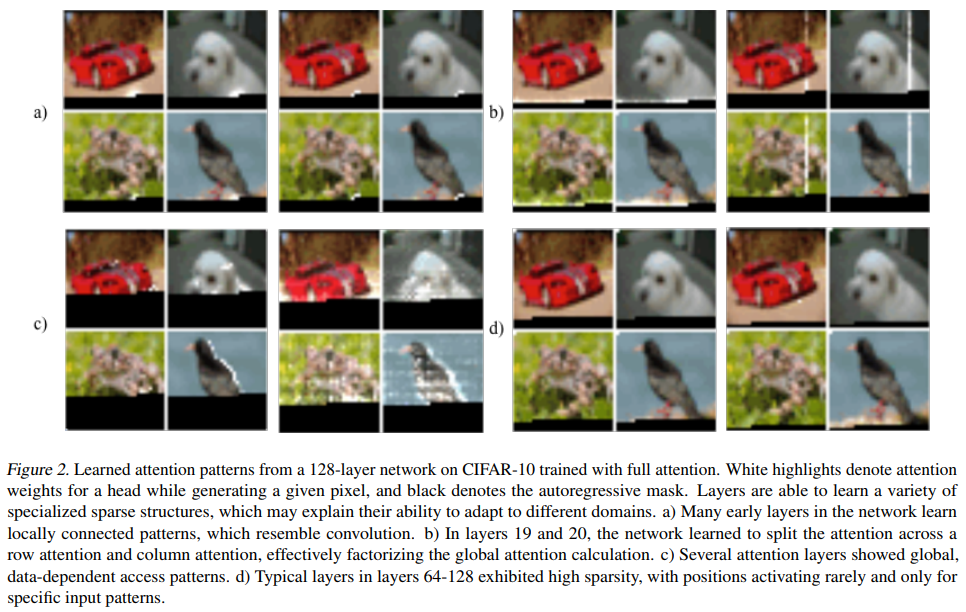 a)
b)
c)
d)
Figure 2. Learned attention patterns from a 128-layer network on CIFAR-10 trained with full attention. White highlights denote attention
weights for a head while generating a given pixel, and black denotes the autoregressive mask. Layers are able to learn a variety of
specialized sparse structures, which may explain their ability to adapt to different domains. a) Many early layers in the network learn
locally connected patterns, which resemble convolution. b) In layers 19 and 20, the network learned to split the attention across a
row attention and column attention, effectively factorizing the global attention calculation. c) Several attention layers showed global,
data-dependent access patterns. d) Typical layers in layers 64-128 exhibited high sparsity, with positions activating rarely and only for
specific input patterns.